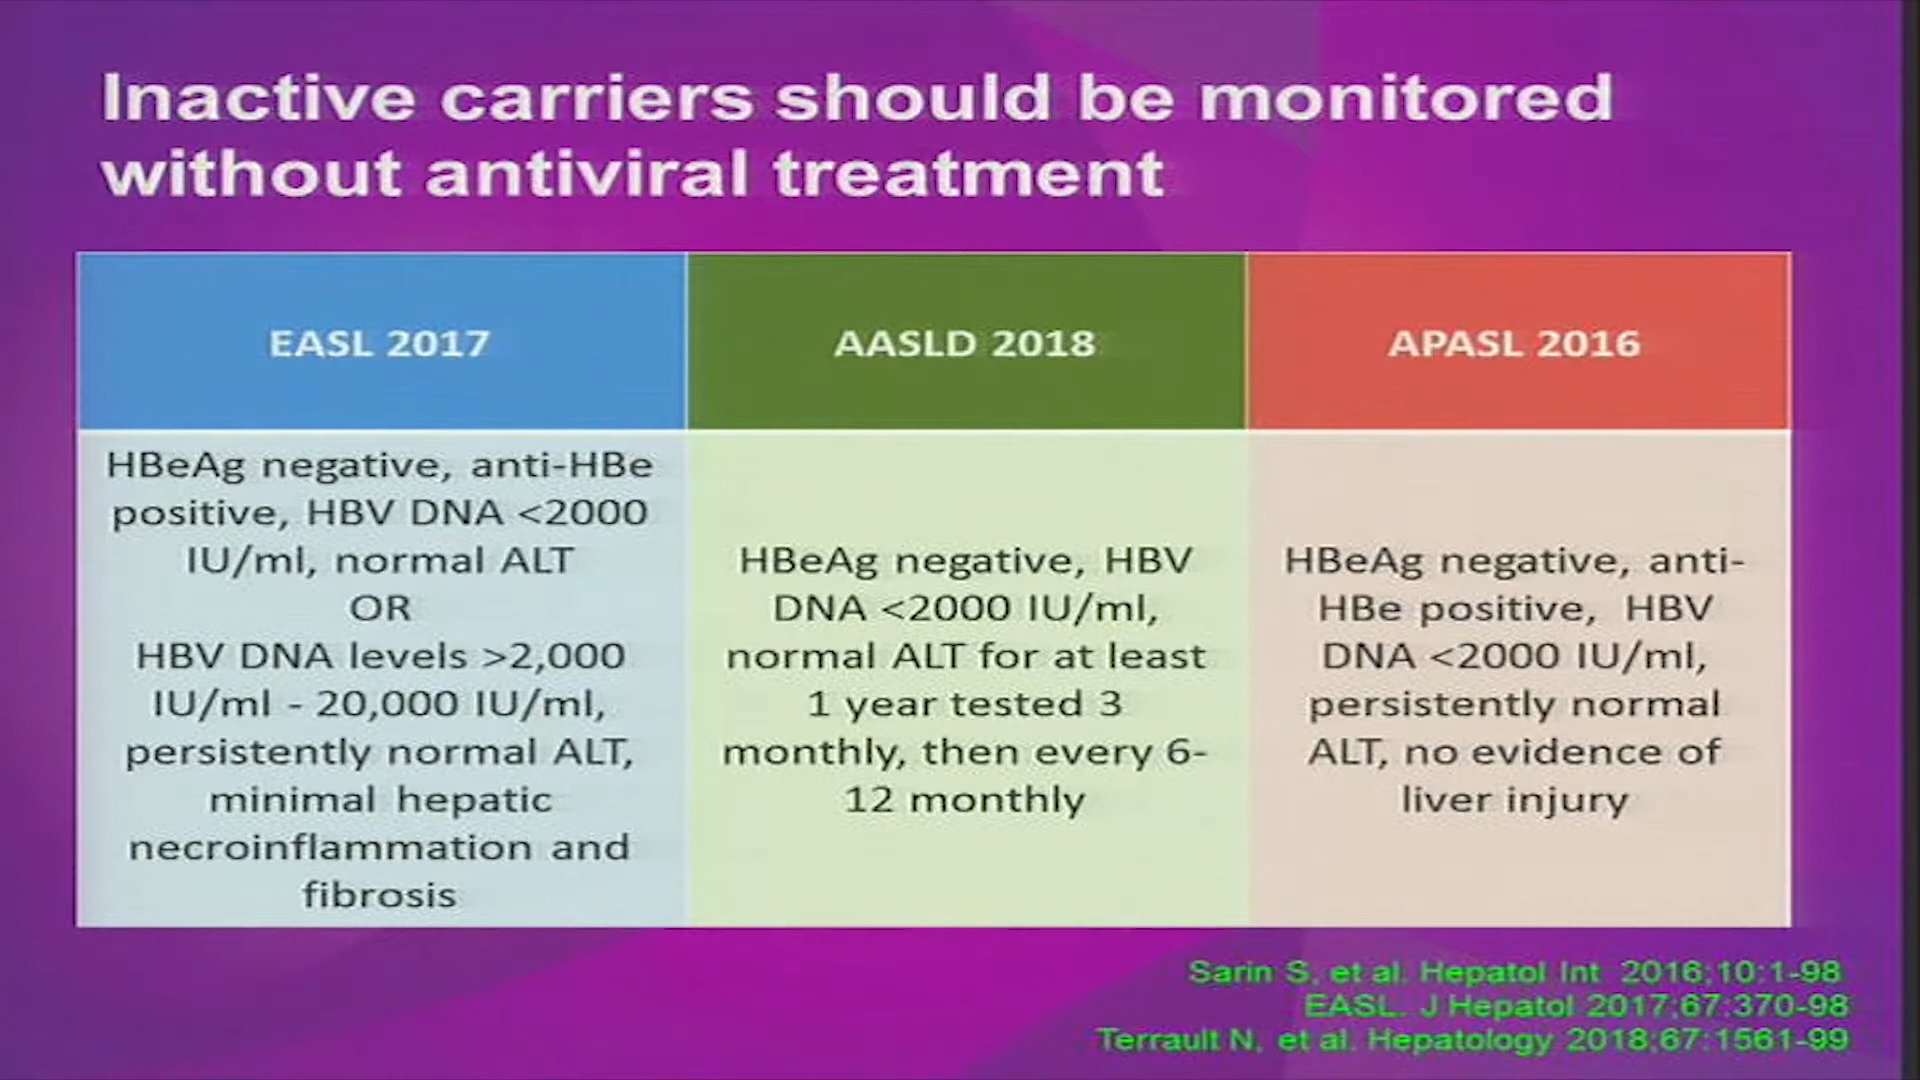 Inactive carriers should be monitored
without antiviral treatment
EASL 2017
AASLD 2018
APASL 2016
HBeAg negative, anti-HBe
positive, HBV DNA <2000
IU/ml, normal ALT
OR
HBV DNA levels >2,000
IU/ml - 20,000 IU/ml,
persistently normal ALT,
minimal hepatic
necroinflammation and
fibrosis
HBeAg negative, HBV
DNA <2000 IU/ml,
normal ALT for at least
1 year tested 3
monthly, then every 6-
12 monthly
HBeAg negative, anti-
HBe positive, HBV
DNA <2000 IU/ml,
persistently normal
ALT, no evidence of
liver injury
Sarin S, et al. Hepatol Int 2016;10:1-98
EASL. J Hepatol 2017;67:370-98
Terrault N, et al. Hepatology 2018;67:1561-99